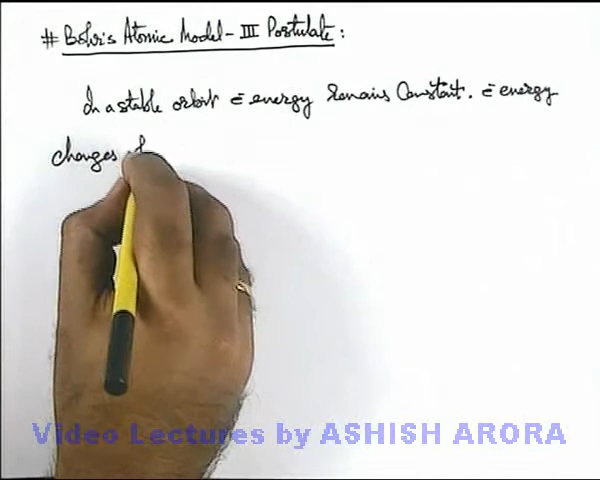 # Bohr's Atomic Model - III Postulate :
In a stable orbit ē energy Remains Constant. ē energy
changes
Video Lectures by ASHISH ARORA